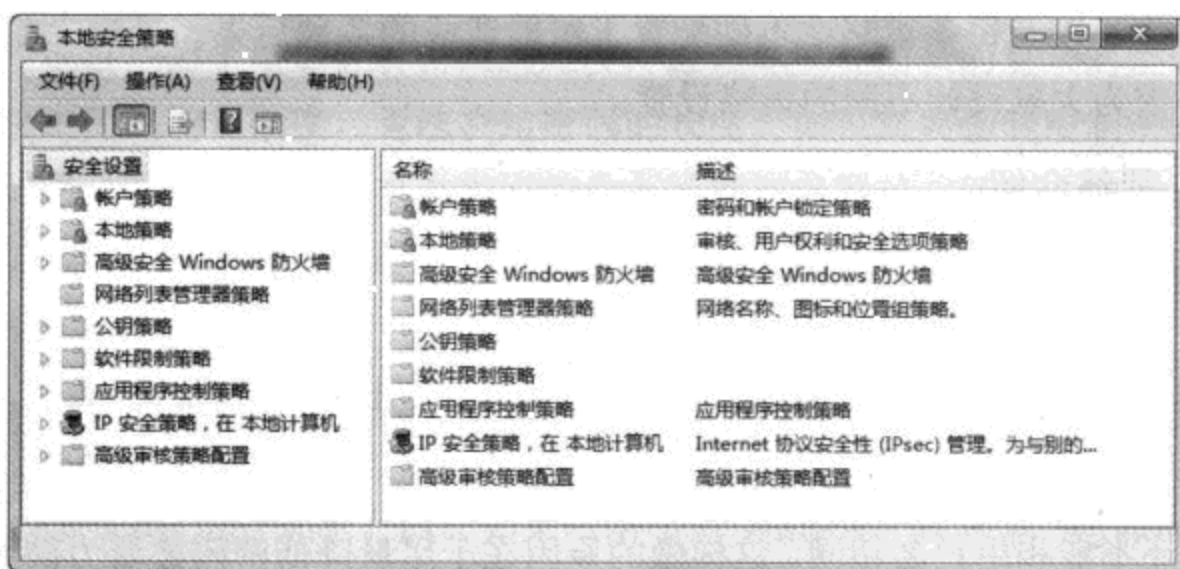 本地安全策略
文件(F) 操作(A) 查看(V) 帮助(H)
安全设置
帐户策略
本地策略
高级安全 Windows 防火墙
网络列表管理器策略
公钥策略
软件限制策略
应用程序控制策略
IP 安全策略，在 本地计算机
高级审核策略配置
名称 描述
帐户策略 密码和帐户锁定策略
本地策略 审核、用户权利和安全选项策略
高级安全 Windows 防火墙 高级安全 Windows 防火墙
网络列表管理器策略 网络名称、图标和位置组策略。
公钥策略
软件限制策略
应用程序控制策略 应用程序控制策略
IP 安全策略，在 本地计算机 Internet 协议安全性 (IPsec) 管理。为与别的...
高级审核策略配置 高级审核策略配置